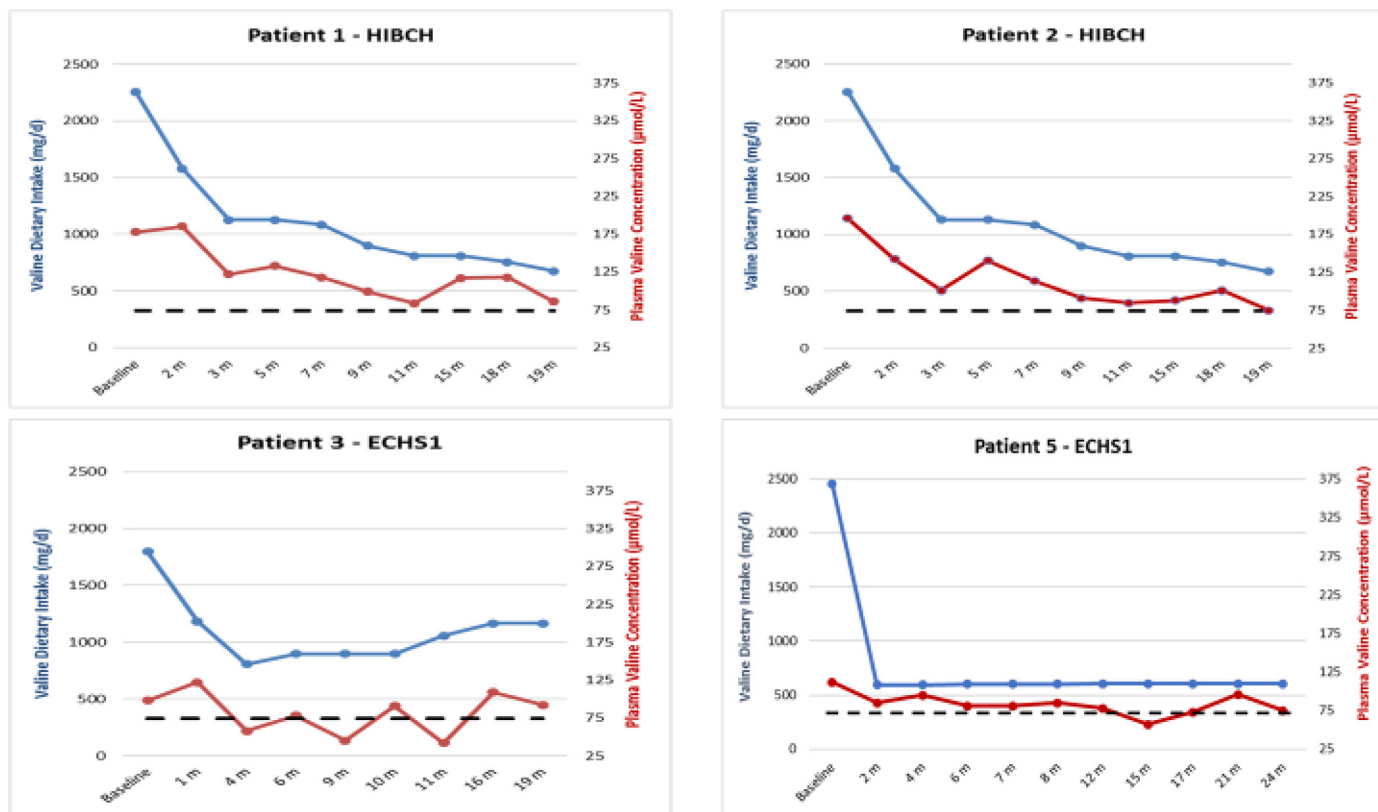 Patient 1 - HIBCH
Valine Dietary Intake (mg/d)
2500
2000
1500
1000
500
0
375
325
275
225
175
125
75
25
Plasma Valine Concentration (µmol/L)
Baseline
2 m
3 m
5 m
7 m
9 m
11 m
15 m
18 m
19 m
Patient 2 - HIBCH
Valine Dietary Intake (mg/d)
2500
2000
1500
1000
500
0
375
325
275
225
175
125
75
25
Plasma Valine Concentration (µmol/L)
Baseline
2 m
3 m
5 m
7 m
9 m
11 m
15 m
18 m
19 m
Patient 3 - ECHS1
Valine Dietary Intake (mg/d)
2500
2000
1500
1000
500
0
375
325
275
225
175
125
75
25
Plasma Valine Concentration (µmol/L)
Baseline
1 m
4 m
6 m
9 m
10 m
11 m
16 m
19 m
Patient 5 - ECHS1
Valine Dietary Intake (mg/d)
2500
2000
1500
1000
500
0
375
325
275
225
175
125
75
25
Plasma Valine Concentration (µmol/L)
Baseline
2 m
4 m
6 m
7 m
8 m
12 m
15 m
17 m
21 m
24 m